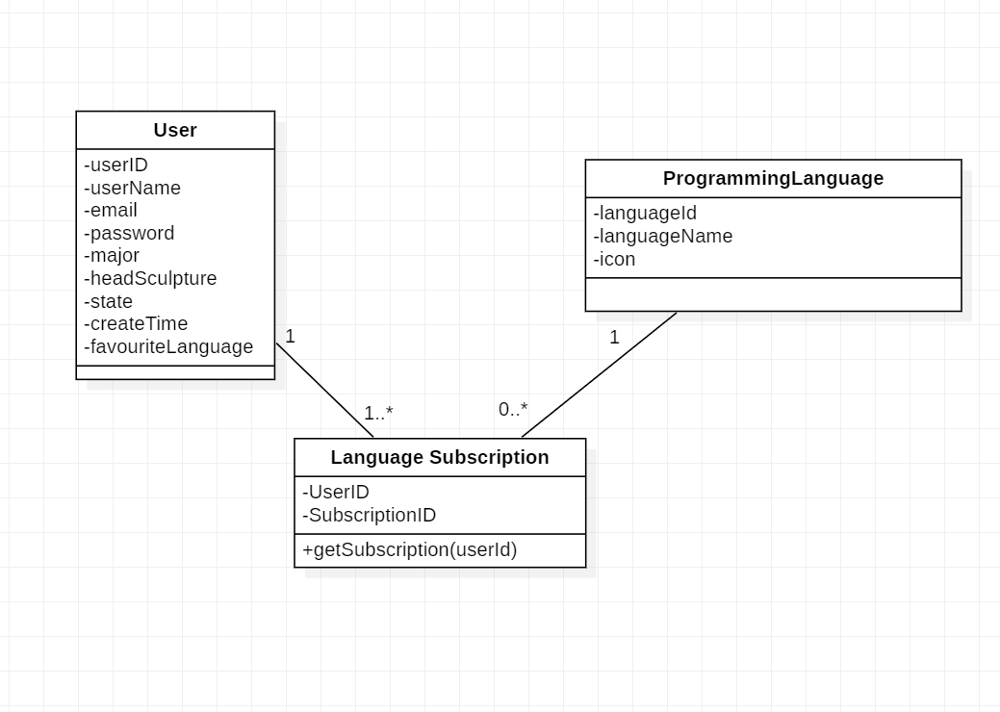 User
-userID
-userName
-email
-password
-major
-headSculpture
-state
-createTime
-favouriteLanguage
ProgrammingLanguage
-languageId
-languageName
-icon
1
1..*
1
0..*
Language Subscription
-UserID
-SubscriptionID
+getSubscription(userId)